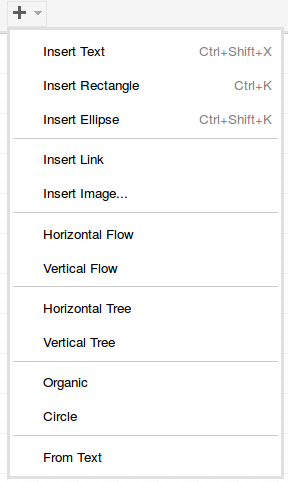 Insert Text Ctrl+Shift+X
Insert Rectangle Ctrl+K
Insert Ellipse Ctrl+Shift+K
Insert Link
Insert Image...
Horizontal Flow
Vertical Flow
Horizontal Tree
Vertical Tree
Organic
Circle
From Text